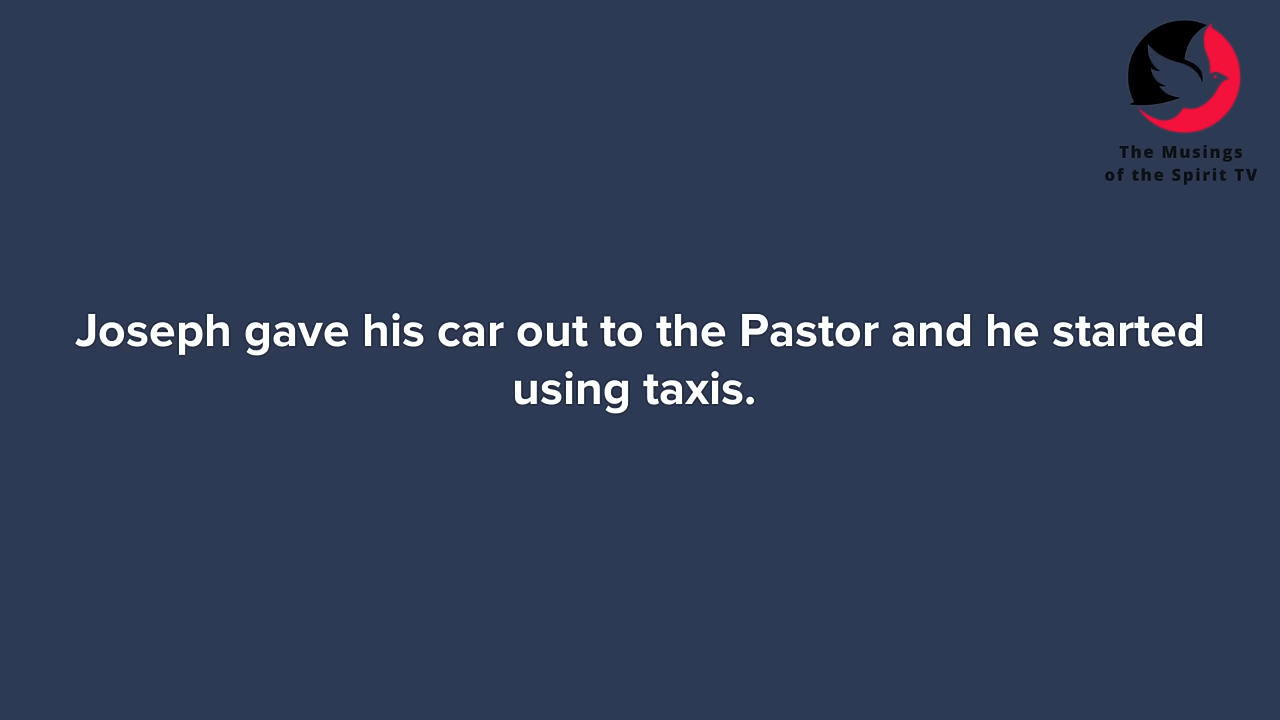 The Musings
of the Spirit TV
Joseph gave his car out to the Pastor and he started
using taxis.